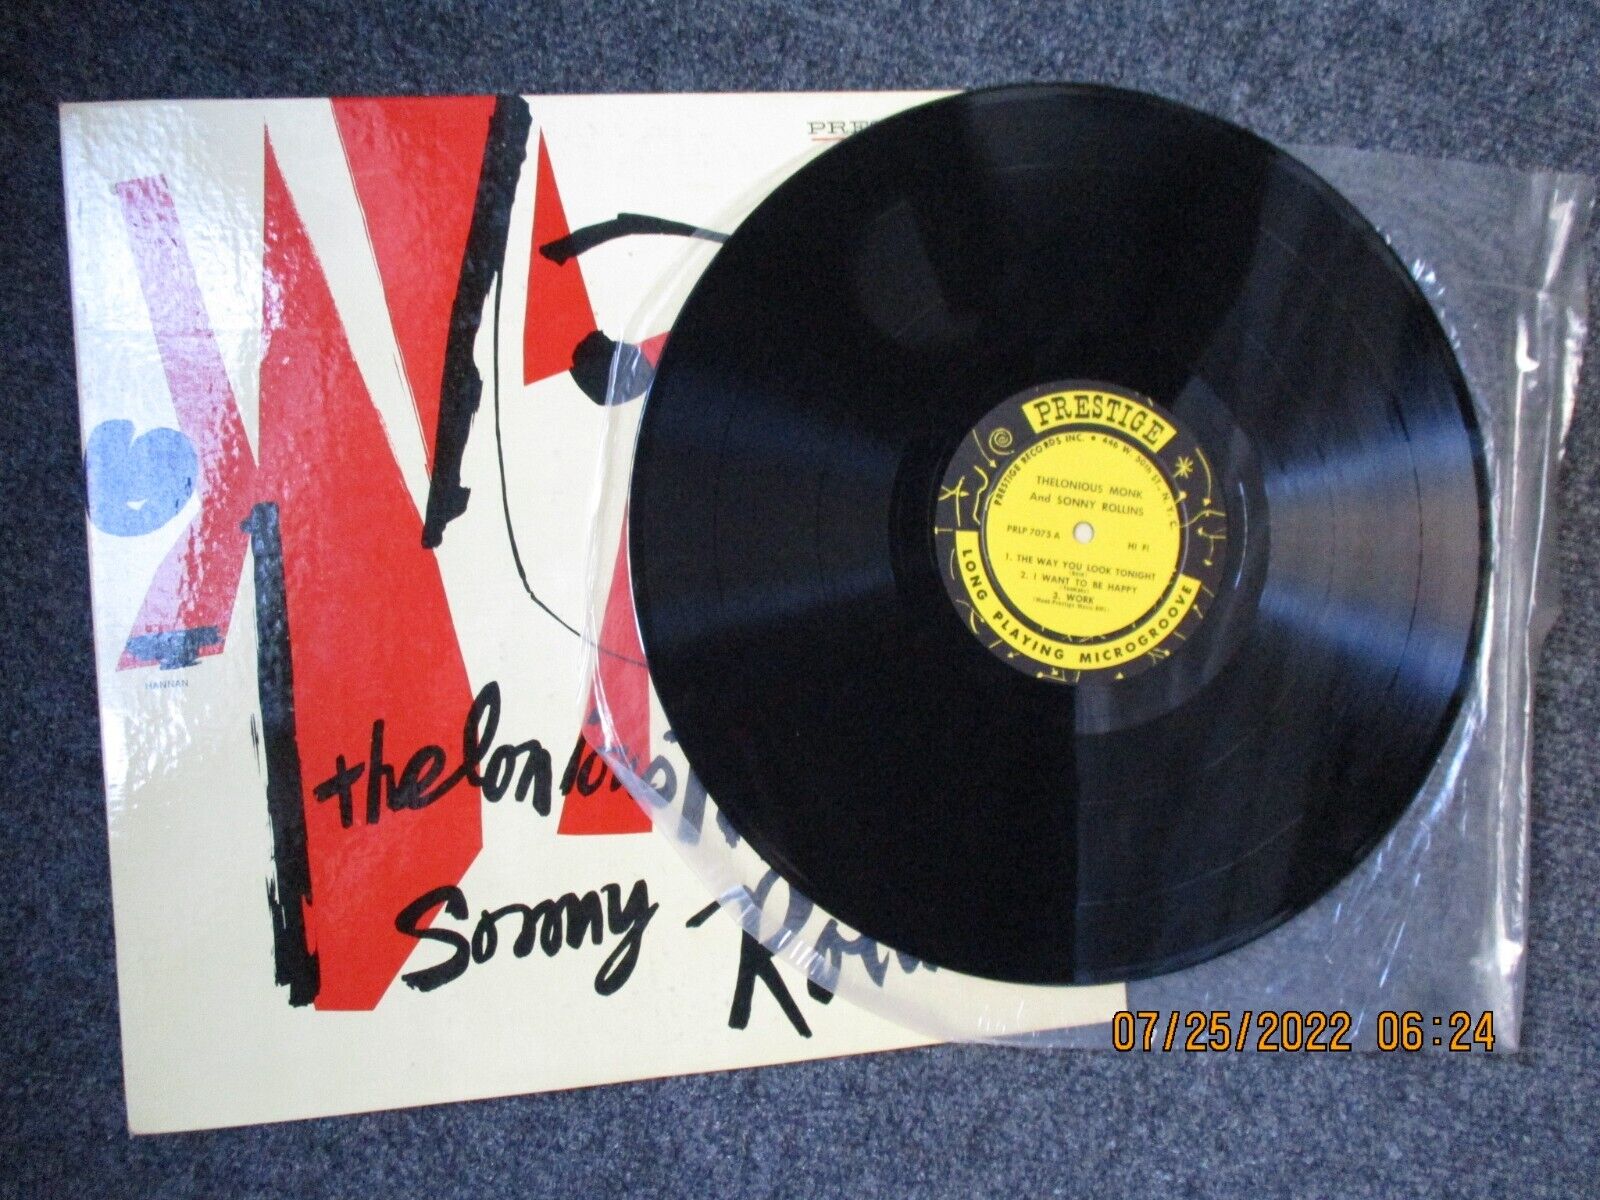 HANNAN
thelonious
sonny Rollins
PRESTIGE
PRESTIGE RECORDS INC. • 446 W. 50th ST., N.Y.C.
THELONIOUS MONK
And SONNY ROLLINS
PRLP 7075 A HI FI
1. THE WAY YOU LOOK TONIGHT
(Kern)
2. I WANT TO BE HAPPY
3. WORK
LONG PLAYING MICROGROOVE
07/25/2022 06:24